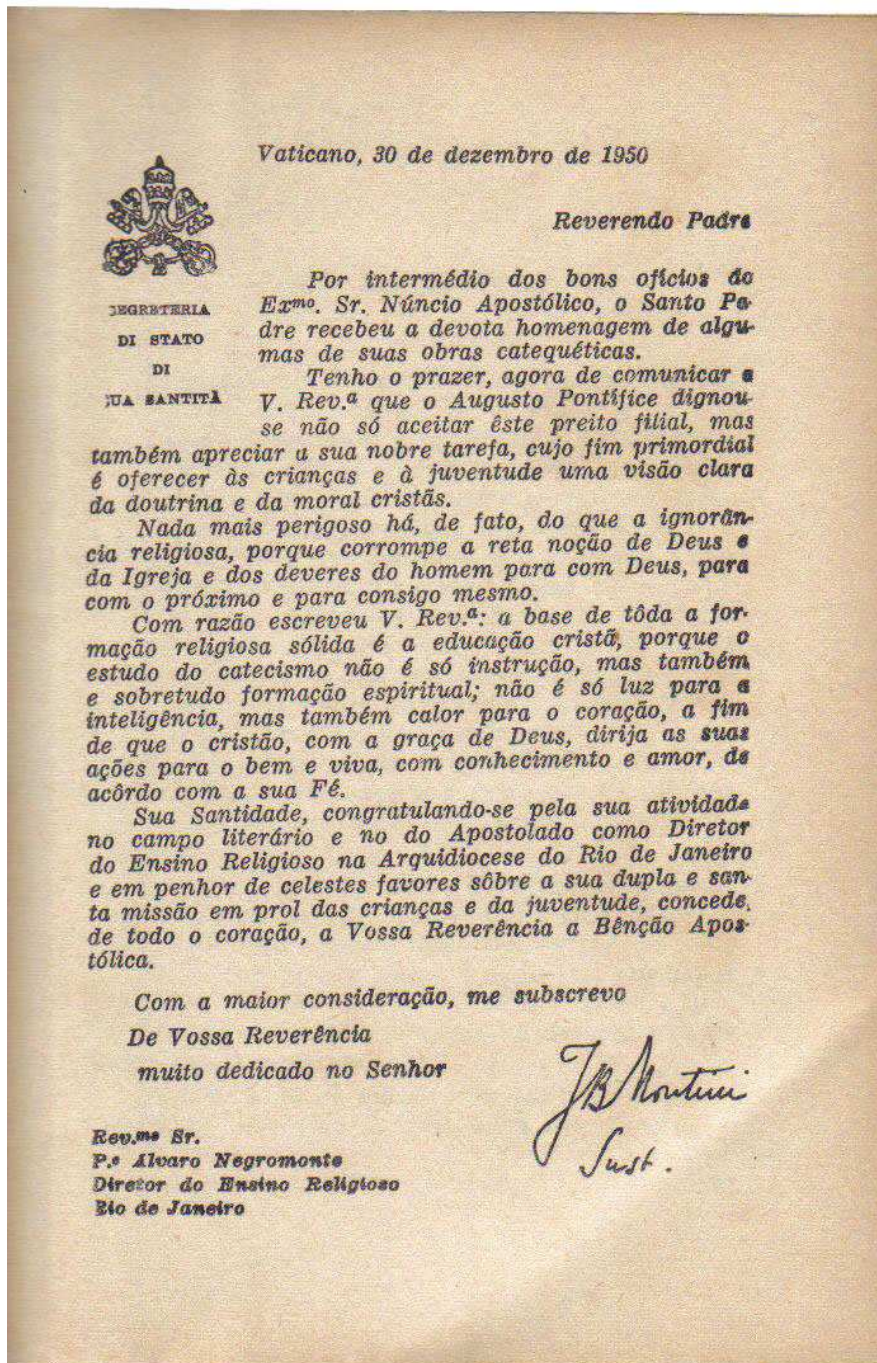 Vaticano, 30 de dezembro de 1950
Reverendo Padre
SEGRETERIA
DI STATO
DI
SUA SANTITÀ
Por intermédio dos bons ofícios do
Exmo. Sr. Núncio Apostólico, o Santo Pa-
dre recebeu a devota homenagem de algu-
mas de suas obras catequéticas.
Tenho o prazer, agora de comunicar a
V. Rev.ª que o Augusto Pontífice dignou-
se não só aceitar êste preito filial, mas
também apreciar a sua nobre tarefa, cujo fim primordial
é oferecer às crianças e à juventude uma visão clara
da doutrina e da moral cristãs.
Nada mais perigoso há, de fato, do que a ignorân-
cia religiosa, porque corrompe a reta noção de Deus e
da Igreja e dos deveres do homem para com Deus, para
com o próximo e para consigo mesmo.
Com razão escreveu V. Rev.ª: a base de tôda a for-
mação religiosa sólida é a educação cristã, porque o
estudo do catecismo não é só instrução, mas também
e sobretudo formação espiritual; não é só luz para a
inteligência, mas também calor para o coração, a fim
de que o cristão, com a graça de Deus, dirija as suas
ações para o bem e viva, com conhecimento e amor, de
acôrdo com a sua Fé.
Sua Santidade, congratulando-se pela sua atividade
no campo literário e no do Apostolado como Diretor
do Ensino Religioso na Arquidiocese do Rio de Janeiro
e em penhor de celestes favores sôbre a sua dupla e san-
ta missão em prol das crianças e da juventude, concede,
de todo o coração, a Vossa Reverência a Bênção Apos-
tólica.
Com a maior consideração, me subscrevo
De Vossa Reverência
muito dedicado no Senhor
JB Montini
Sust.
Rev.mo Sr.
P.e Alvaro Negromonte
Diretor do Ensino Religioso
Rio de Janeiro